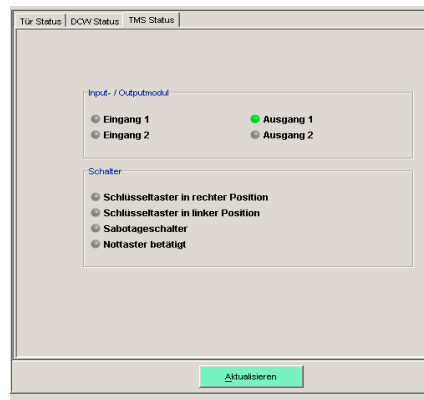 Tür Status DCW Status TMS Status
Input- / Outputmodul
Eingang 1 Ausgang 1
Eingang 2 Ausgang 2
Schalter
Schlüsseltaster in rechter Position
Schlüsseltaster in linker Position
Sabotageschalter
Nottaster betätigt
Aktualisieren